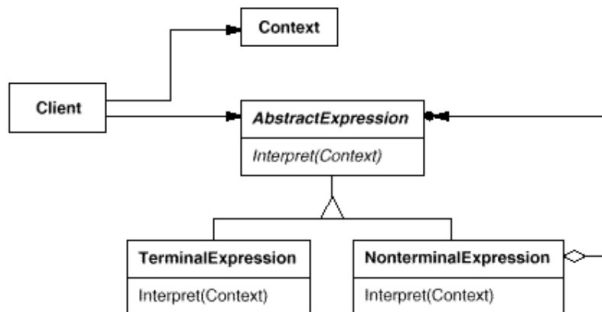 Context
Client
AbstractExpression
Interpret(Context)
TerminalExpression
NonterminalExpression
Interpret(Context)
Interpret(Context)